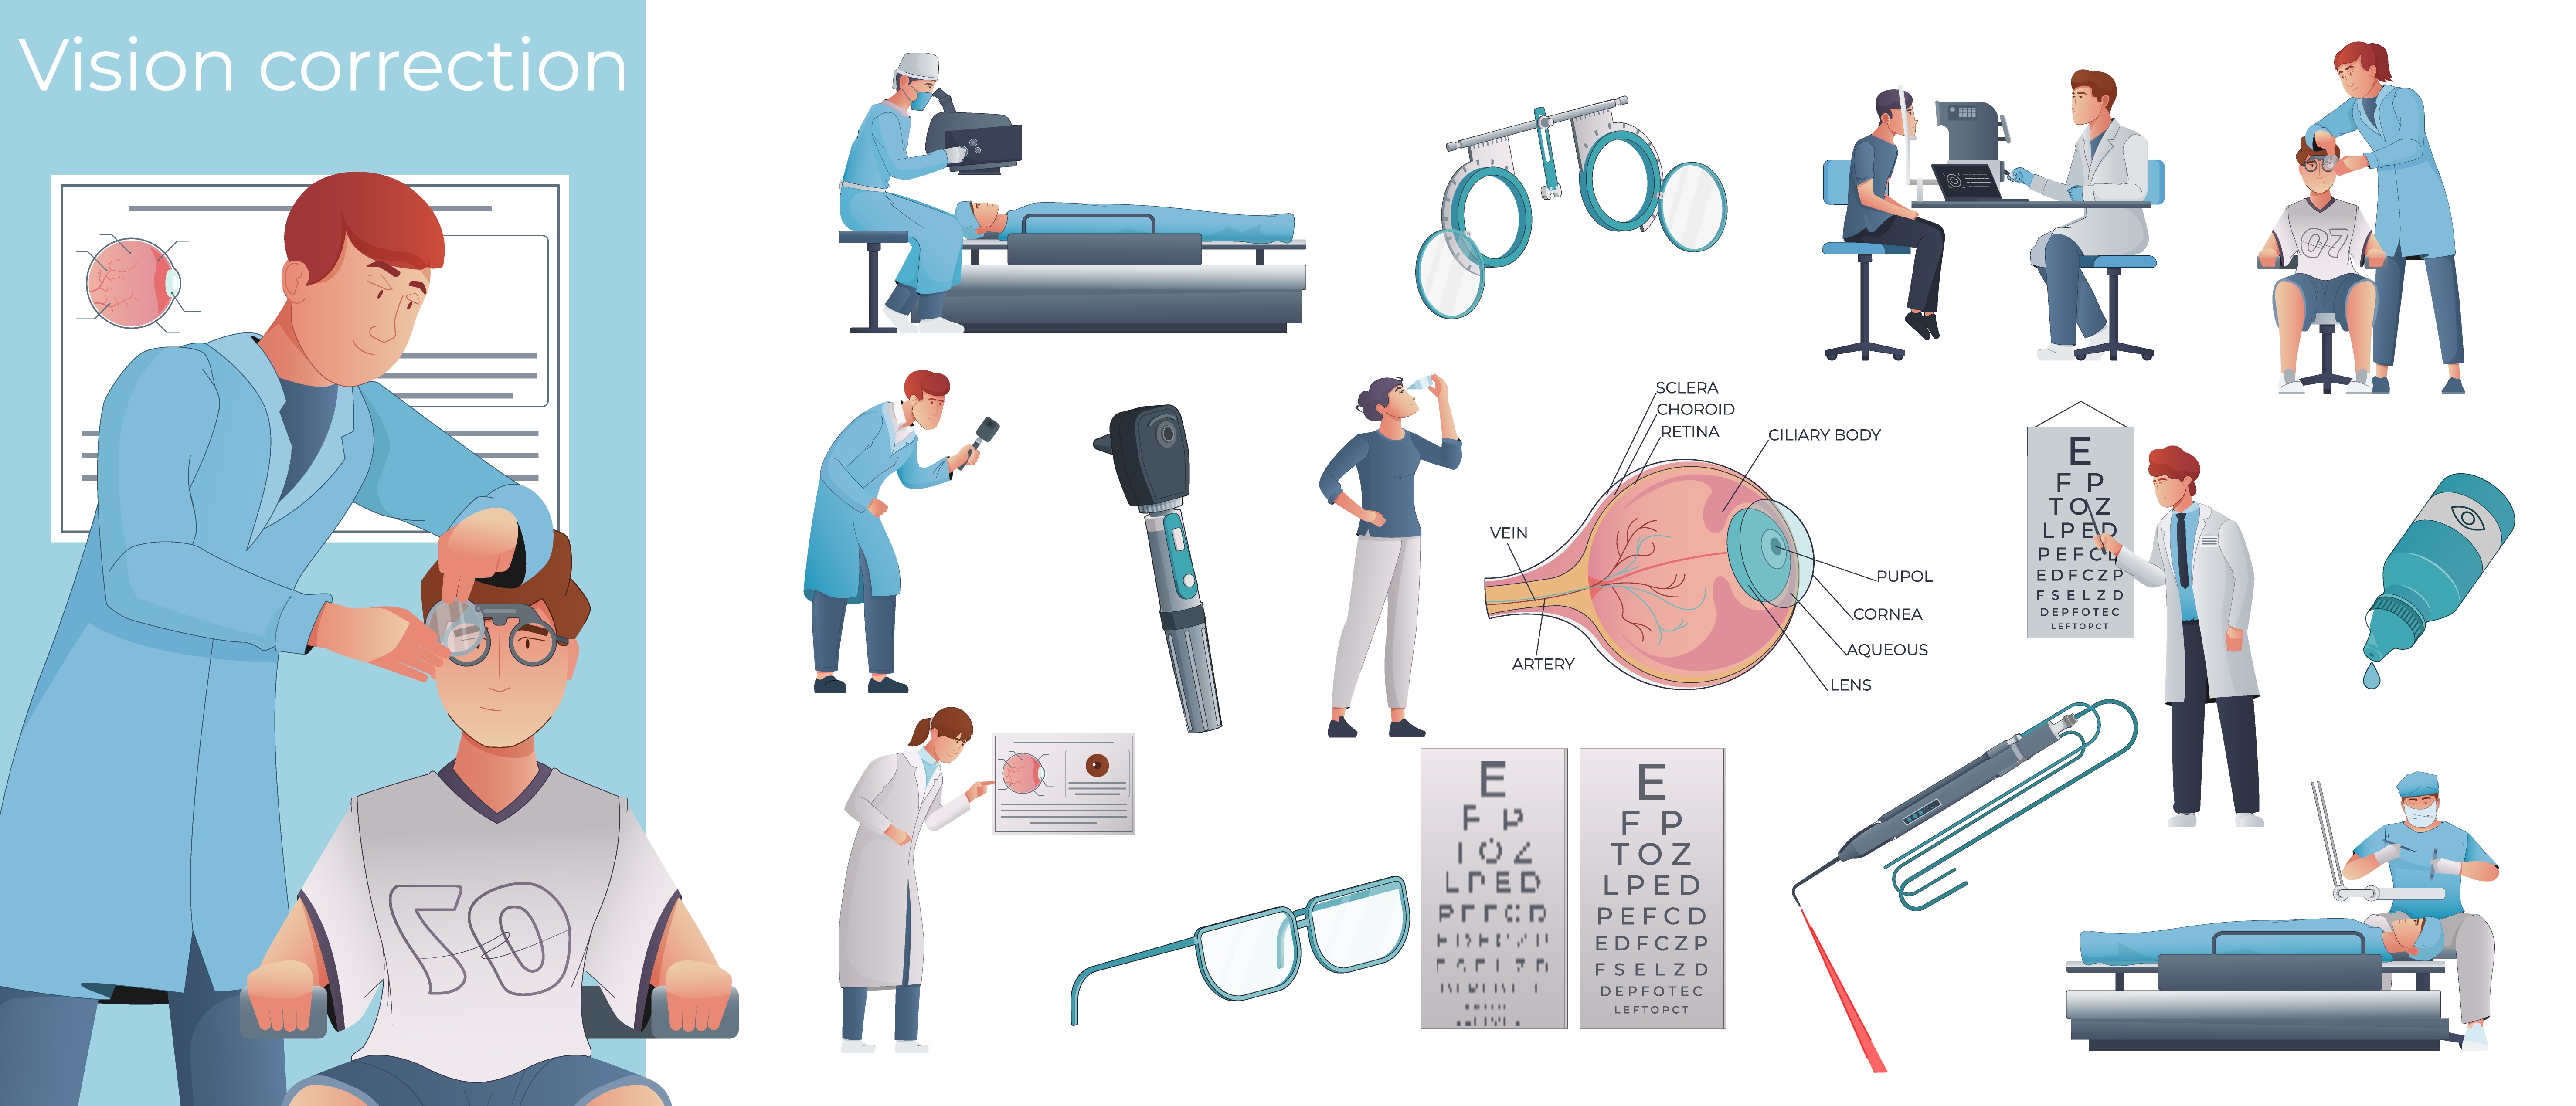 Vision correction
07
07
SCLERA
CHOROID
RETINA
CILIARY BODY
VEIN
ARTERY
PUPOL
CORNEA
AQUEOUS
LENS
E
F P
TOZ
LPED
PEFCD
EDFCZP
FSELZD
DEPFOTEC
LEFTOPCT
E
F P
E
F P
TOZ
LPED
PEFCD
EDFCZP
FSELZD
DEPFOTEC
LEFTOPCT